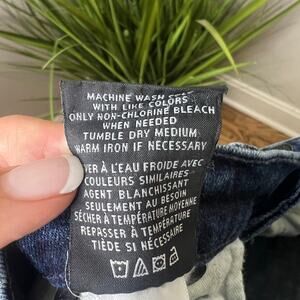 MACHINE WASH
WITH LIKE COLORS
ONLY NON-CHLORINE BLEACH
WHEN NEEDED
TUMBLE DRY MEDIUM
WARM IRON IF NECESSARY
À L'EAU FROIDE AVEC
COULEURS SIMILAIRES
AGENT BLANCHISSANT
SEULEMENT AU BESOIN
SÉCHER À TEMPÉRATURE MOYENNE
REPASSER À TEMPÉRATURE
TIÈDE SI NÉCESSAIRE